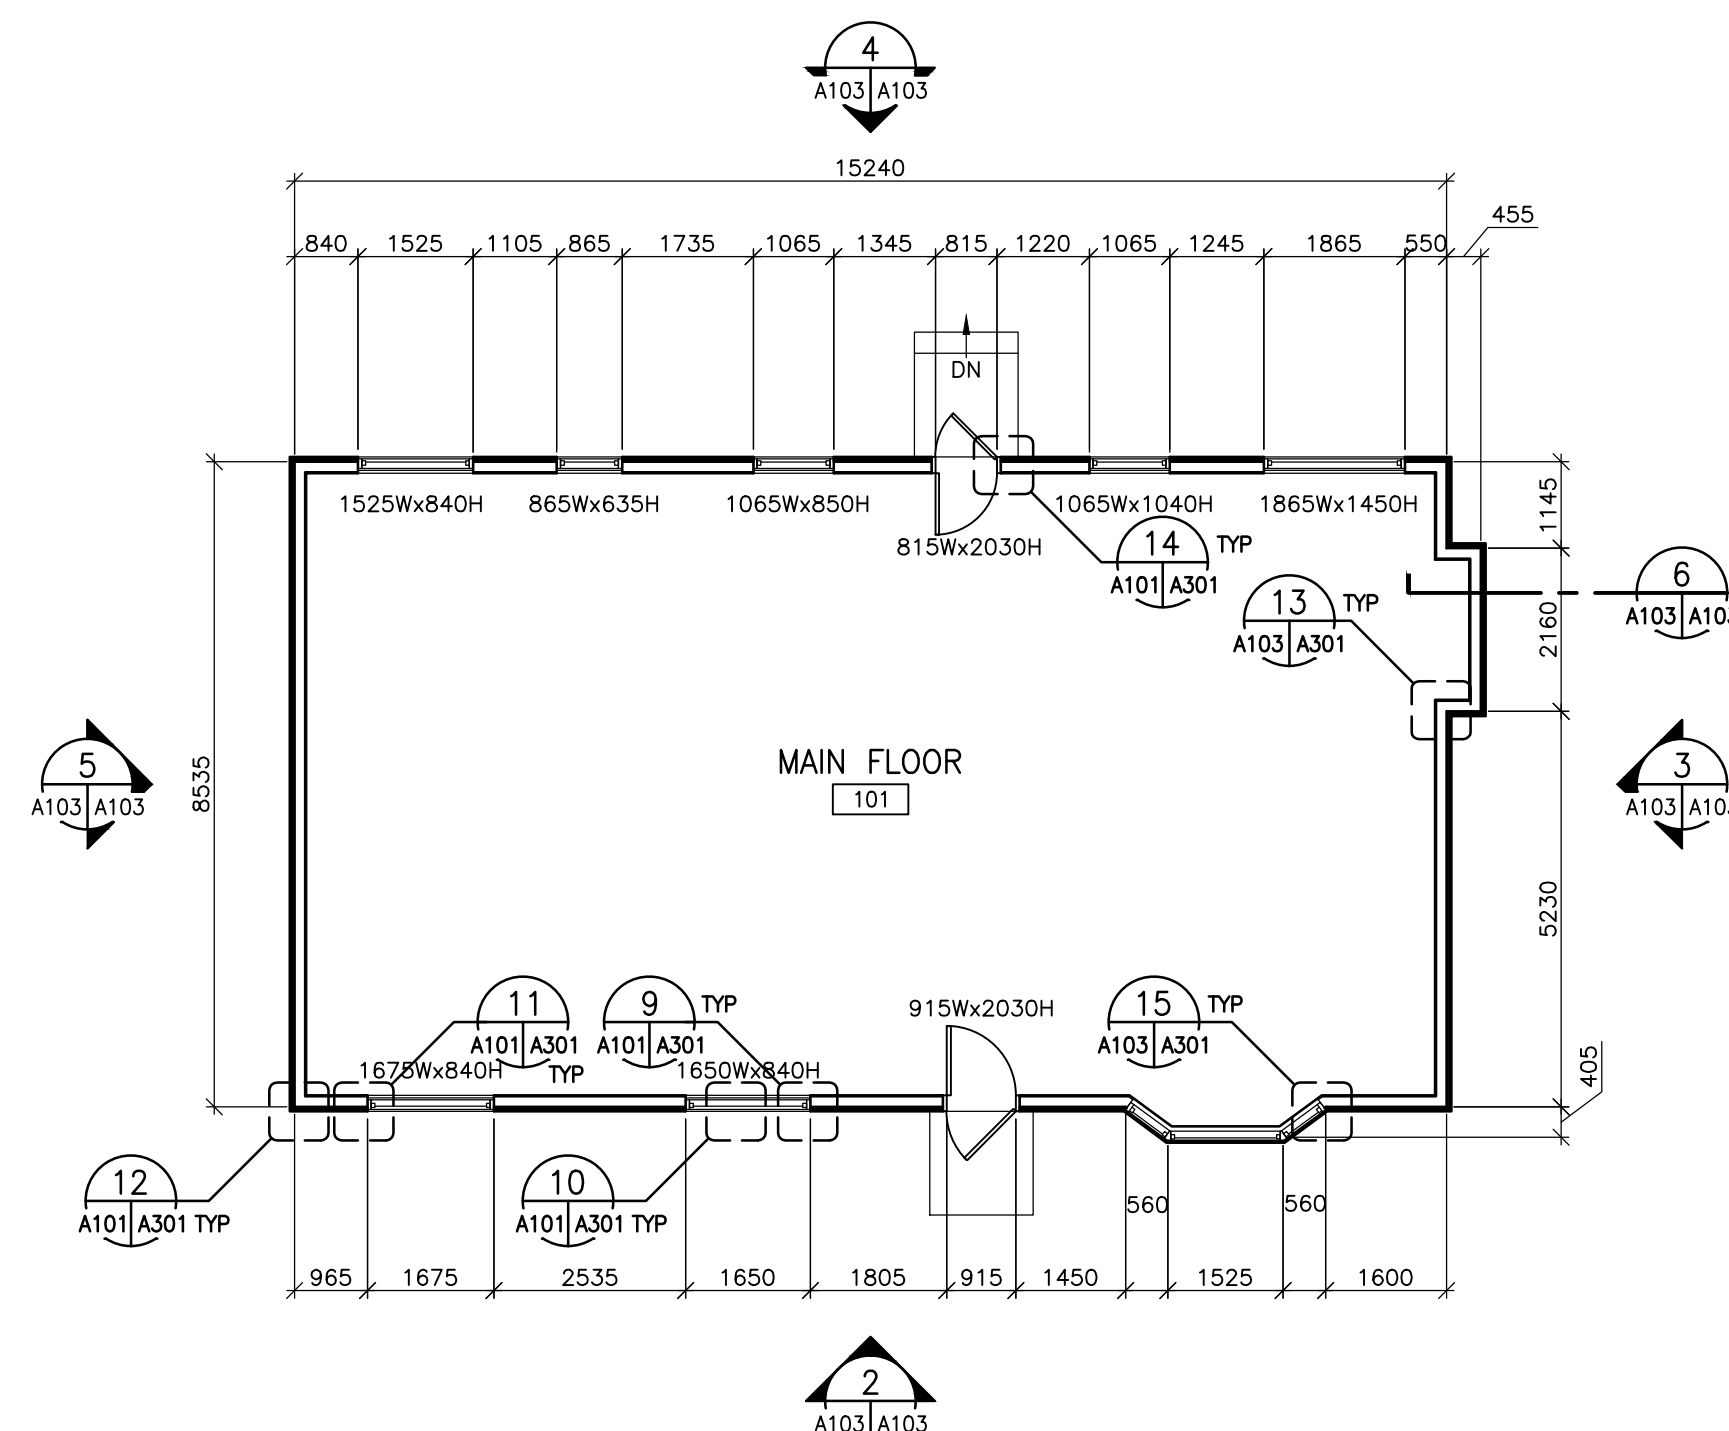 4
A103 A103
15240
455
840 1525 1105 865 1735 1065 1345 815 1220 1065 1245 1865 550
DN
1525Wx840H 865Wx635H 1065Wx850H 1065Wx1040H 1865Wx1450H
815Wx2030H
1145
14 TYP
A101 A301
6
A103
13 TYP
A103 A301
2160
MAIN FLOOR
101
5
A103 A103
8535
3
A103
5230
11
A101 A301
TYP
9 TYP
A101 A301
915Wx2030H
15 TYP
A103 A301
1675Wx840H 1650Wx840H
405
12
A101 A301 TYP
10
A101 A301 TYP
560 560
965 1675 2535 1650 1805 915 1450 1525 1600
2
A103 A103